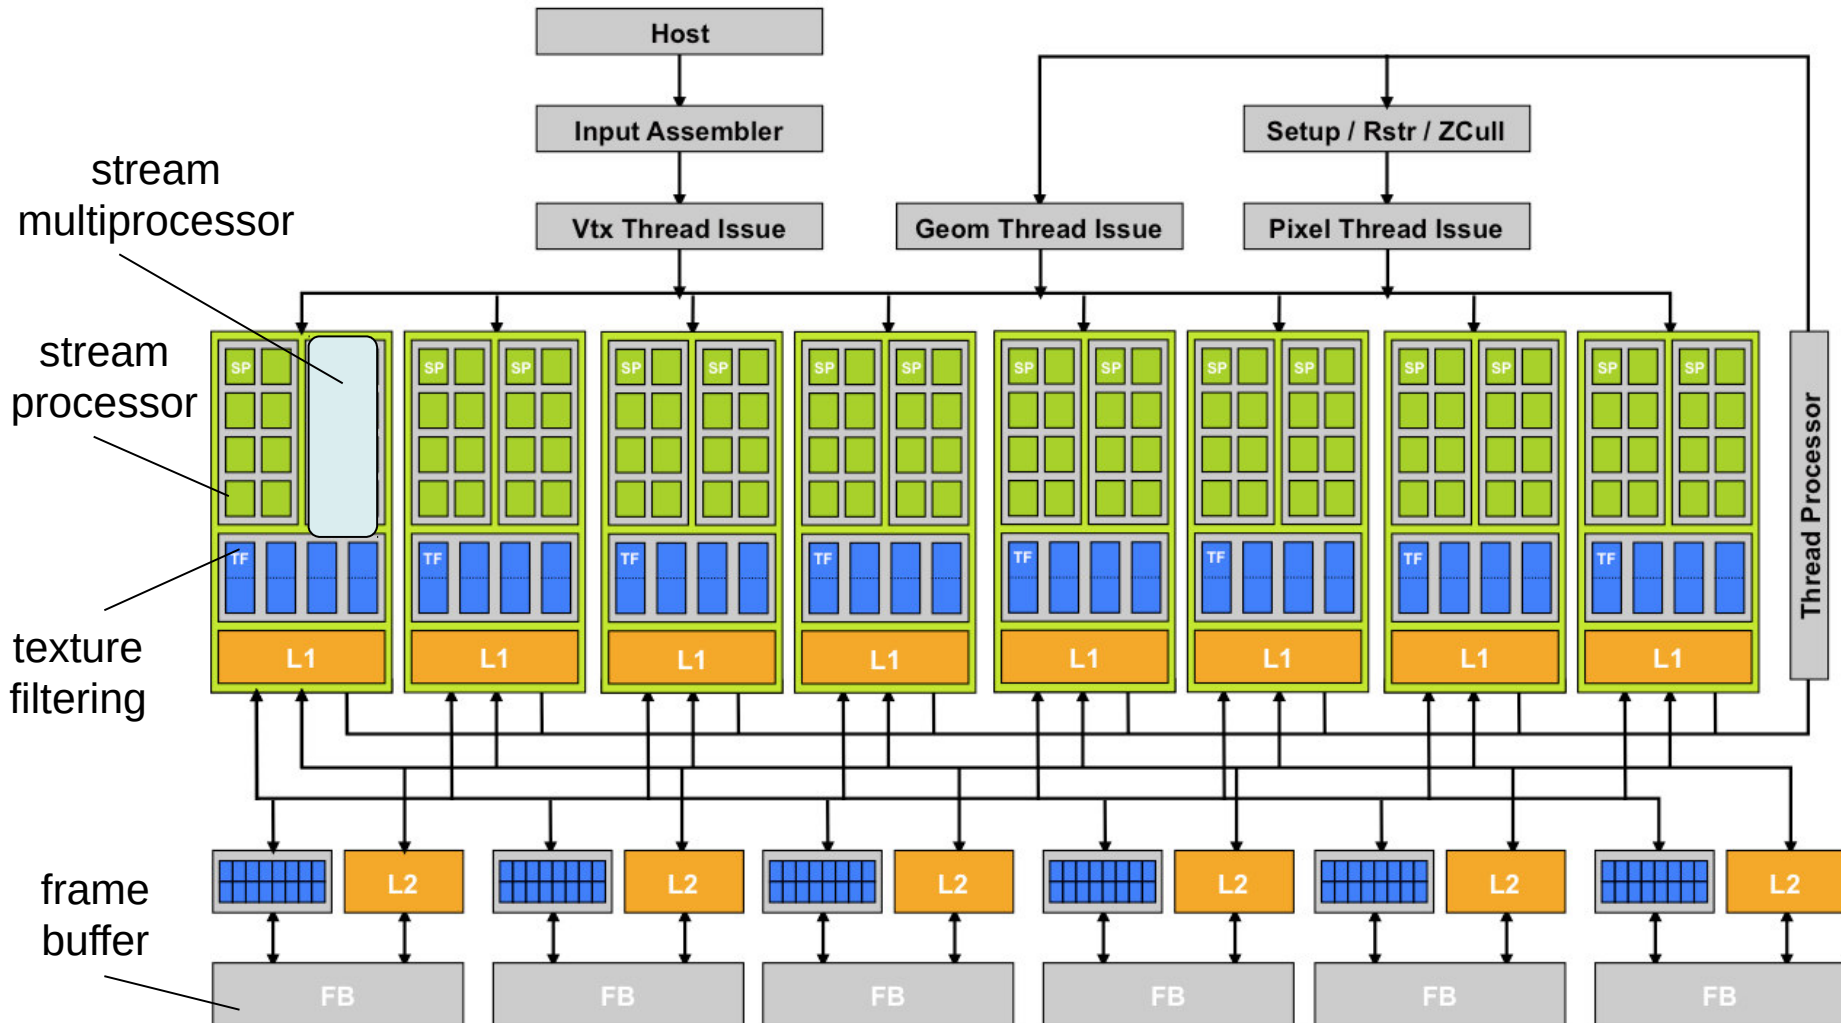 Host
Input Assembler
Setup / Rstr / ZCull
Vtx Thread Issue
Geom Thread Issue
Pixel Thread Issue
stream
multiprocessor
stream
processor
texture
filtering
frame
buffer
SP
SP SP
SP SP
SP SP
SP SP
SP SP
SP SP
SP SP
Thread Processor
TF TF TF TF TF TF TF TF
L1 L1 L1 L1 L1 L1 L1 L1
L2 L2 L2 L2 L2 L2
FB FB FB FB FB FB